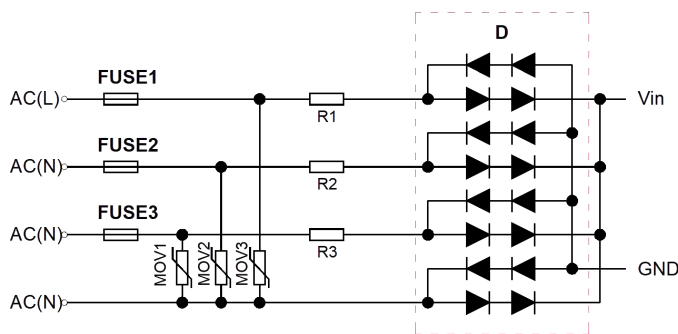 D
FUSE1
AC(L)
R1
Vin
FUSE2
AC(N)
R2
FUSE3
AC(N)
R3
MOV1
MOV2
MOV3
GND
AC(N)